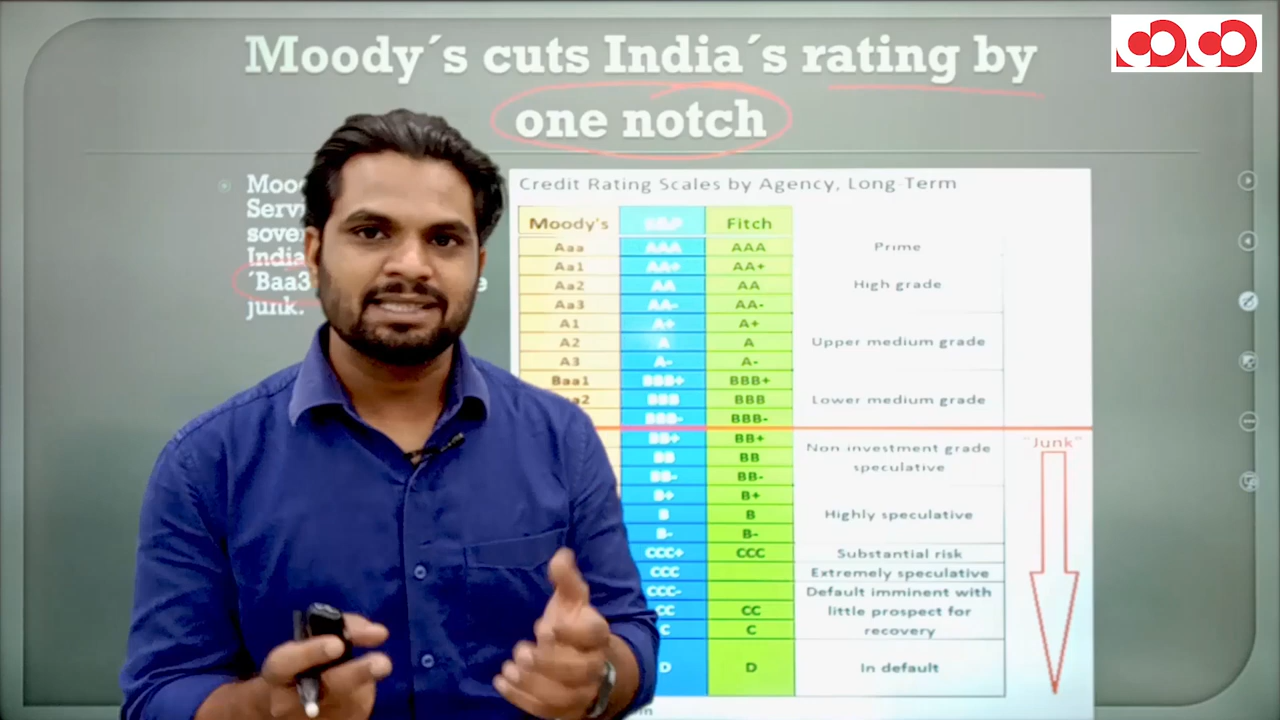 Moody´s cuts India´s rating by
one notch
India
´Baa3
junk.
Credit Rating Scales by Agency, Long-Term
Moody's S&P Fitch
Aaa AAA AAA Prime
Aa1 AA+ AA+
Aa2 AA AA High grade
Aa3 AA- AA-
A1 A+ A+
A2 A A Upper medium grade
A3 A- A-
Baa1 BBB+ BBB+
BBB BBB Lower medium grade
BBB- BBB-
BB+ BB+ Non investment grade "Junk"
BB BB speculative
BB- BB-
B+ B+
B B Highly speculative
B- B-
CCC+ CCC Substantial risk
CCC Extremely speculative
CCC- Default imminent with
CC CC little prospect for
C C recovery
D D In default